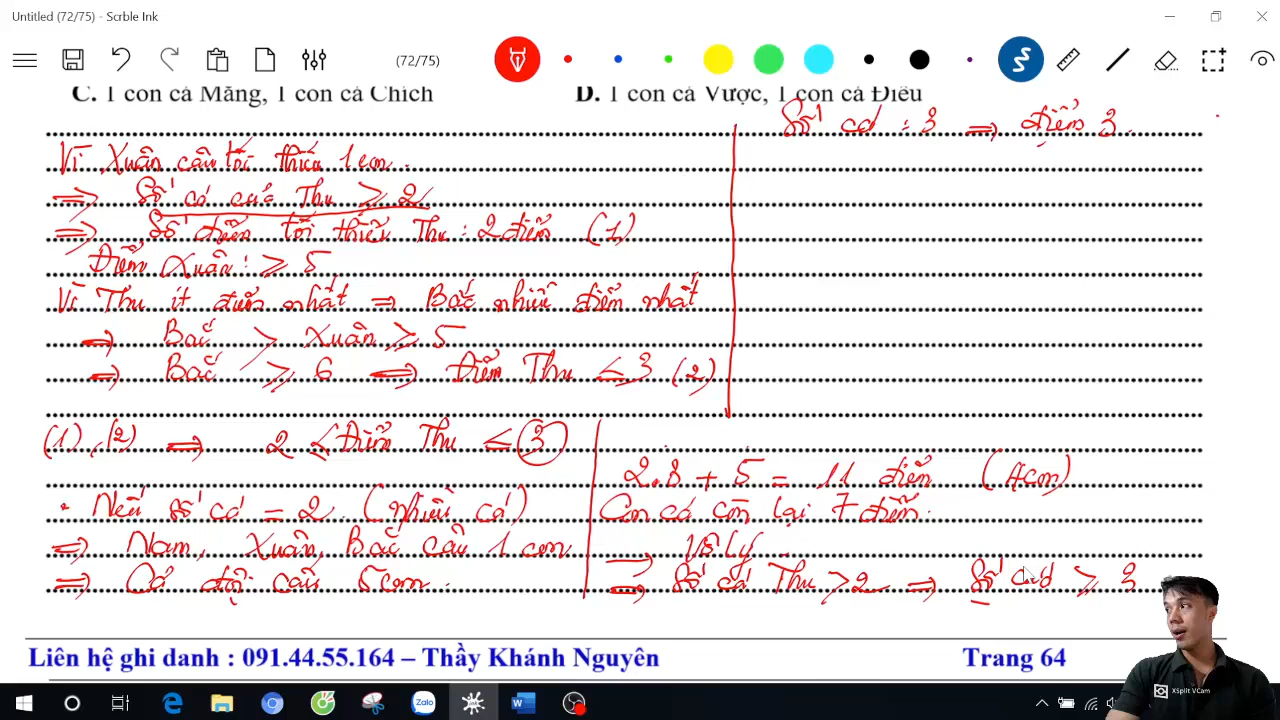 Untitled (72/75) - Scrble Ink
(72/75)
C. 1 con cá Măng, 1 con cá Chích
D. 1 con cá Vược, 1 con cá Điêu
Số cá : 3 ⇒ điểm 3.
Vì Xuân câu tối thiểu 1 con.
⇒ Số cá của Thu ≥ 2
⇒ Số điểm tối thiểu Thu : 2 điểm (1)
Điểm Xuân : ≥ 5
Vì Thu ít điểm nhất ⇒ Bắc nhiều điểm nhất
⇒ Bắc > Xuân ≥ 5
⇒ Bắc ≥ 6 ⇔ Điểm Thu ≤ 3 (2)
(1), (2) ⇒ 2 ≤ Điểm Thu ≤ 3
• Nếu số cá = 2. (nhiều cá)
⇒ Nam, Xuân, Bắc câu 1 con
⇒ Cả đội câu 5 con.
2.3 + 5 = 11 điểm (4 con)
Con cá còn lại 7 điểm.
→ Vô lý
⇒ Số cá Thu > 2 ⇒ Số cá ≥ 3
Liên hệ ghi danh : 091.44.55.164 – Thầy Khánh Nguyên
Trang 64
Zalo
XSplit VCam